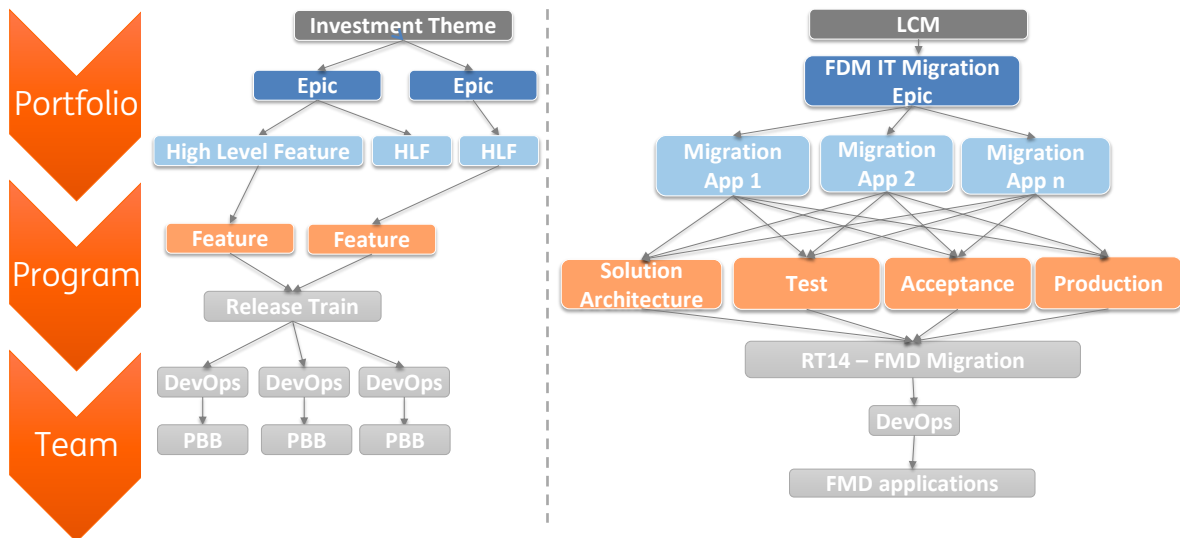 Portfolio
Program
Team
Investment Theme
Epic
Epic
High Level Feature
HLF
HLF
Feature
Feature
Release Train
DevOps
DevOps
DevOps
PBB
PBB
PBB
LCM
FDM IT Migration
Epic
Migration
App 1
Migration
App 2
Migration
App n
Solution
Architecture
Test
Acceptance
Production
RT14 – FMD Migration
DevOps
FMD applications